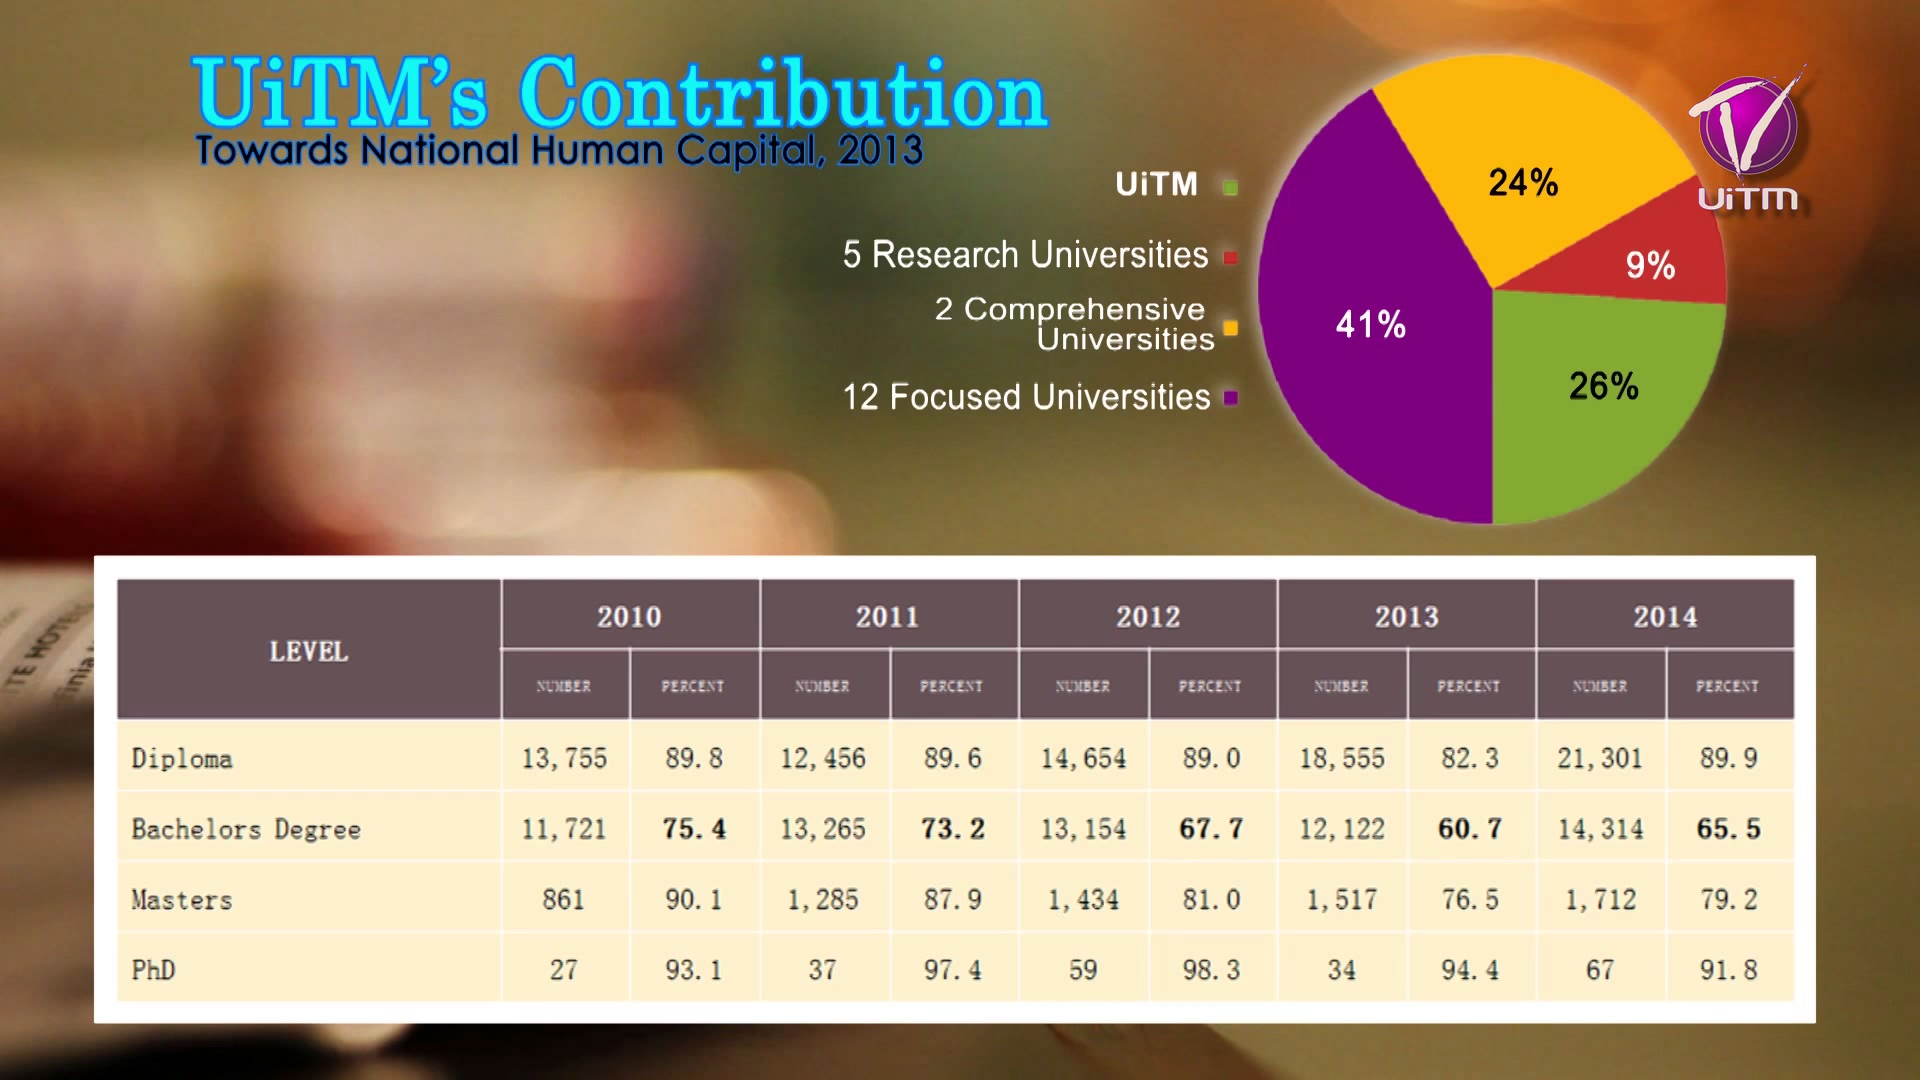 UiTM's Contribution
Towards National Human Capital, 2013
UiTM
5 Research Universities
2 Comprehensive
Universities
12 Focused Universities
24%
9%
41%
26%
UiTM
LEVEL 2010 2011 2012 2013 2014
NUMBER PERCENT NUMBER PERCENT NUMBER PERCENT NUMBER PERCENT NUMBER PERCENT
Diploma 13,755 89.8 12,456 89.6 14,654 89.0 18,555 82.3 21,301 89.9
Bachelors Degree 11,721 75.4 13,265 73.2 13,154 67.7 12,122 60.7 14,314 65.5
Masters 861 90.1 1,285 87.9 1,434 81.0 1,517 76.5 1,712 79.2
PhD 27 93.1 37 97.4 59 98.3 34 94.4 67 91.8